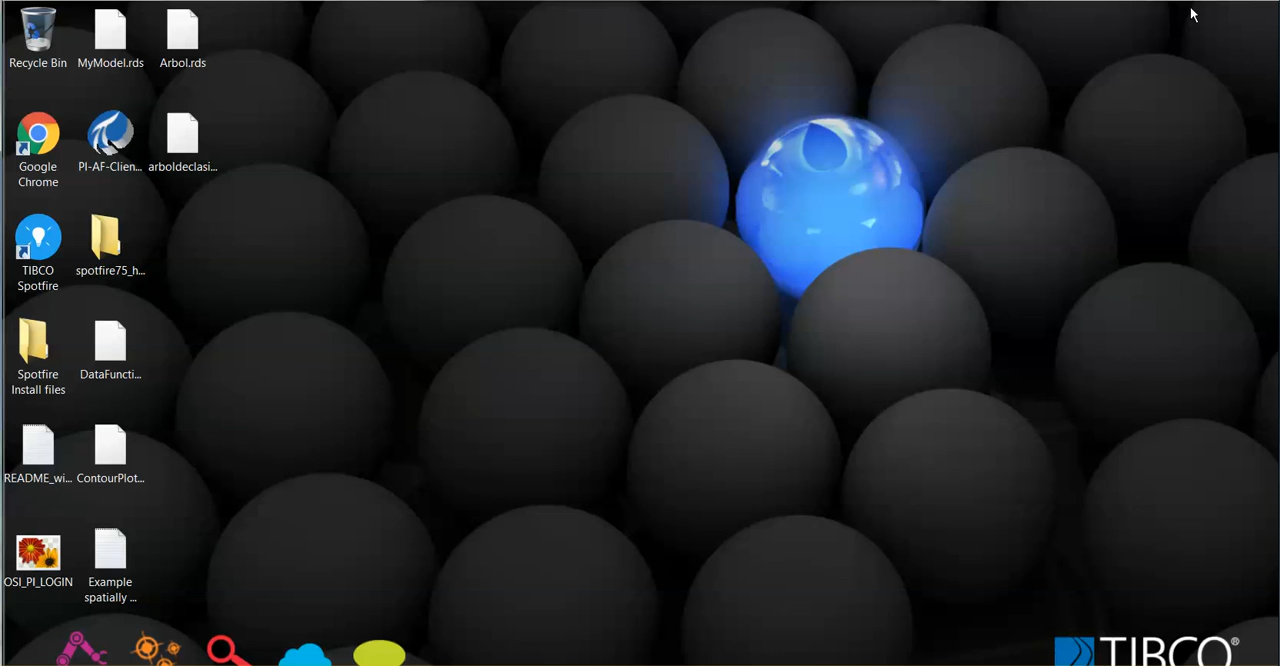 Recycle Bin
MyModel.rds
Arbol.rds
Google
Chrome
PI-AF-Clien...
arboldeclasi...
TIBCO
Spotfire
spotfire75_h...
Spotfire
Install files
DataFuncti...
README_wi...
ContourPlot...
OSI_PI_LOGIN
Example
spatially ...
TIBCO®